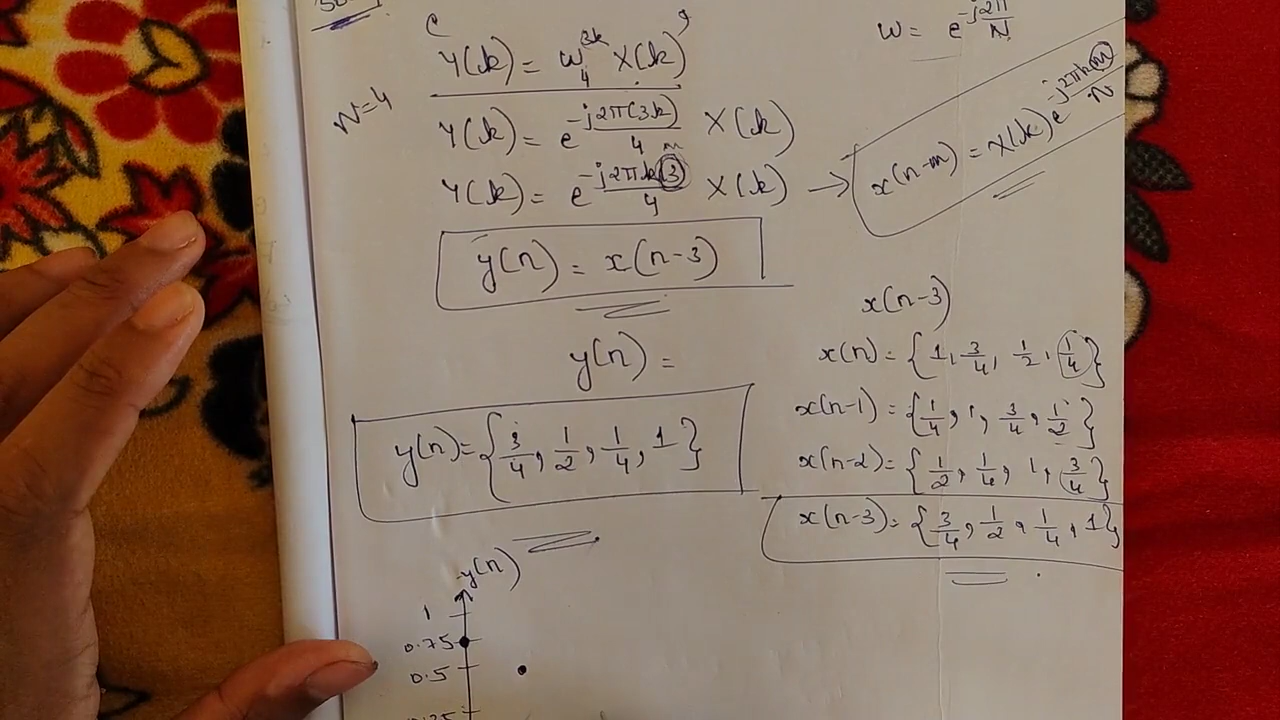 Y(k) = W₄^{3k} X(k)
W = e^{-j2π/N}
N=4
Y(k) = e^{-j2π(3k)/4} X(k)
Y(k) = e^{-j2πk(3)/4} X(k) →
m
x(n-m) = X(k) e^{-j2πkm/N}
y(n) = x(n-3)
y(n) =
y(n) = {3/4, 1/2, 1/4, 1}
x(n-3)
x(n) = {1, 3/4, 1/2, 1/4}
x(n-1) = {1/4, 1, 3/4, 1/2}
x(n-2) = {1/2, 1/4, 1, 3/4}
x(n-3) = {3/4, 1/2, 1/4, 1}
y(n)
1
0.75
0.5